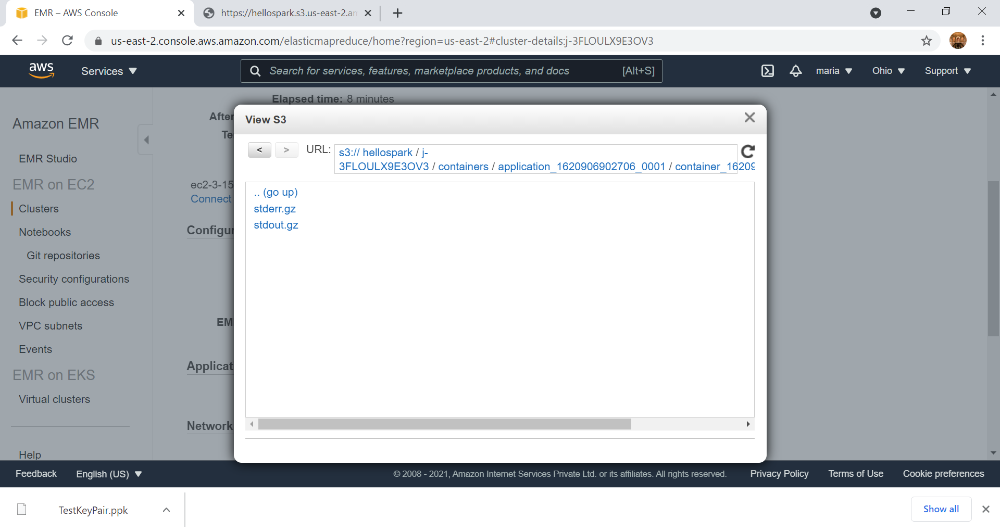 EMR – AWS Console
https://hellospark.s3.us-east-2.am
us-east-2.console.aws.amazon.com/elasticmapreduce/home?region=us-east-2#cluster-details:j-3FLOULX9E3OV3
aws
Services
Search for services, features, marketplace products, and docs [Alt+S]
maria
Ohio
Support
Amazon EMR
EMR Studio
EMR on EC2
Clusters
Notebooks
Git repositories
Security configurations
Block public access
VPC subnets
Events
EMR on EKS
Virtual clusters
Help
Elapsed time: 8 minutes
After
Te
ec2-3-15
Connect
Configur
EM
Applicat
Network
View S3
< > URL:
s3:// hellospark / j-
3FLOULX9E3OV3 / containers / application_1620906902706_0001 / container_16209
.. (go up)
stderr.gz
stdout.gz
Feedback
English (US)
© 2008 - 2021, Amazon Internet Services Private Ltd. or its affiliates. All rights reserved.
Privacy Policy
Terms of Use
Cookie preferences
TestKeyPair.ppk
Show all